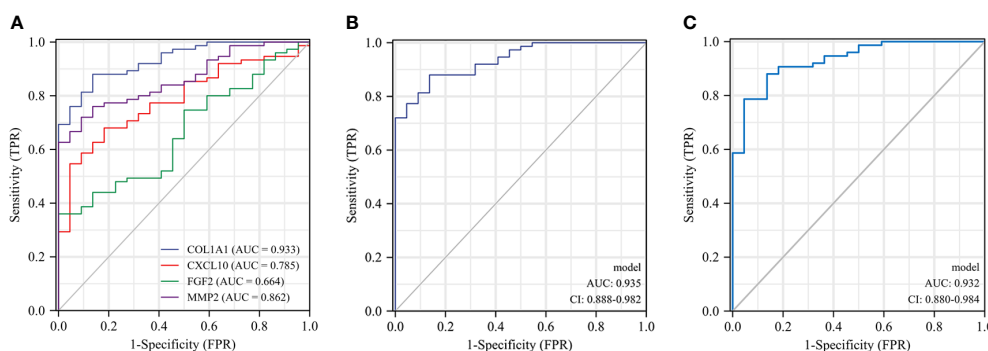 A
Sensitivity (TPR)
1.0
0.8
0.6
0.4
0.2
0.0
COL1A1 (AUC = 0.933)
CXCL10 (AUC = 0.785)
FGF2 (AUC = 0.664)
MMP2 (AUC = 0.862)
0.0 0.2 0.4 0.6 0.8 1.0
1-Specificity (FPR)
B
Sensitivity (TPR)
1.0
0.8
0.6
0.4
0.2
0.0
model
AUC: 0.935
CI: 0.888-0.982
0.0 0.2 0.4 0.6 0.8 1.0
1-Specificity (FPR)
C
Sensitivity (TPR)
1.0
0.8
0.6
0.4
0.2
0.0
model
AUC: 0.932
CI: 0.880-0.984
0.0 0.2 0.4 0.6 0.8 1.0
1-Specificity (FPR)